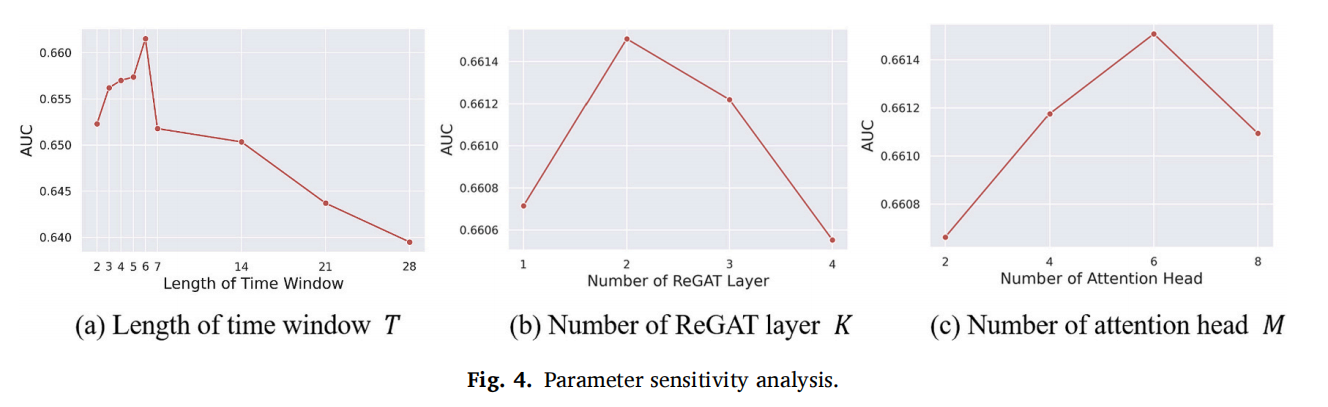 0.660
0.655
0.650
0.645
0.640
AUC
2 3 4 5 6 7 14 21 28
Length of Time Window
(a) Length of time window T
0.6614
0.6612
0.6610
0.6608
0.6606
AUC
1 2 3 4
Number of ReGAT Layer
(b) Number of ReGAT layer K
0.6614
0.6612
0.6610
0.6608
AUC
2 4 6 8
Number of Attention Head
(c) Number of attention head M
Fig. 4. Parameter sensitivity analysis.